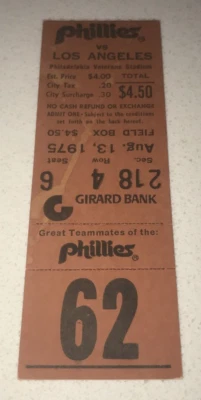 Phillies®
VS
LOS ANGELES
Philadelphia Veterans Stadium
Est. Price $4.00 TOTAL
City Tax .30
City Surcharge .20 $4.50
NO CASH REFUND OR EXCHANGE
Aug. 13, 1975
FIELD BOX $4.50
Sec. Row Seat
218 4 6
G GIRARD BANK
Great Teammates of the:
Phillies®
62